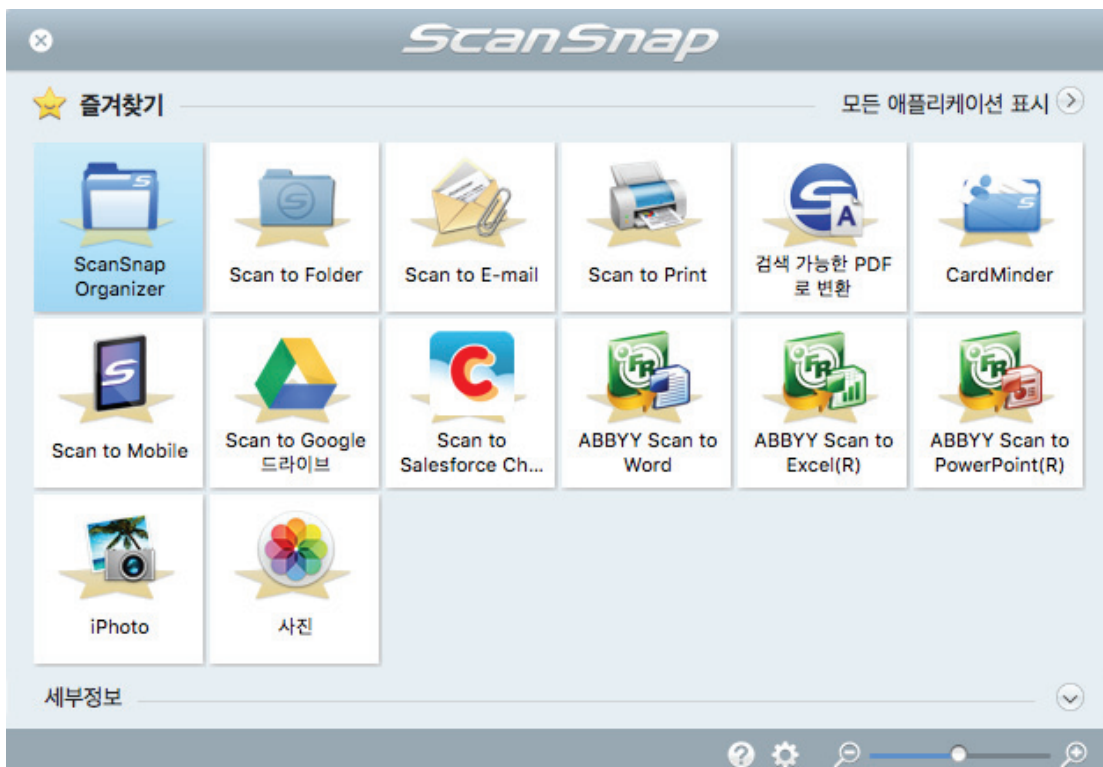 ScanSnap
즐겨찾기
모든 애플리케이션 표시
ScanSnap
Organizer
Scan to Folder
Scan to E-mail
Scan to Print
검색 가능한 PDF
로 변환
CardMinder
Scan to Mobile
Scan to Google
드라이브
Scan to
Salesforce Ch...
ABBYY Scan to
Word
ABBYY Scan to
Excel(R)
ABBYY Scan to
PowerPoint(R)
iPhoto
사진
세부정보